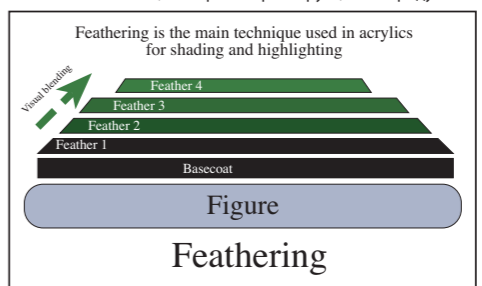 Feathering is the main technique used in acrylics
for shading and highlighting
Visual blending
Feather 4
Feather 3
Feather 2
Feather 1
Basecoat
Figure
Feathering